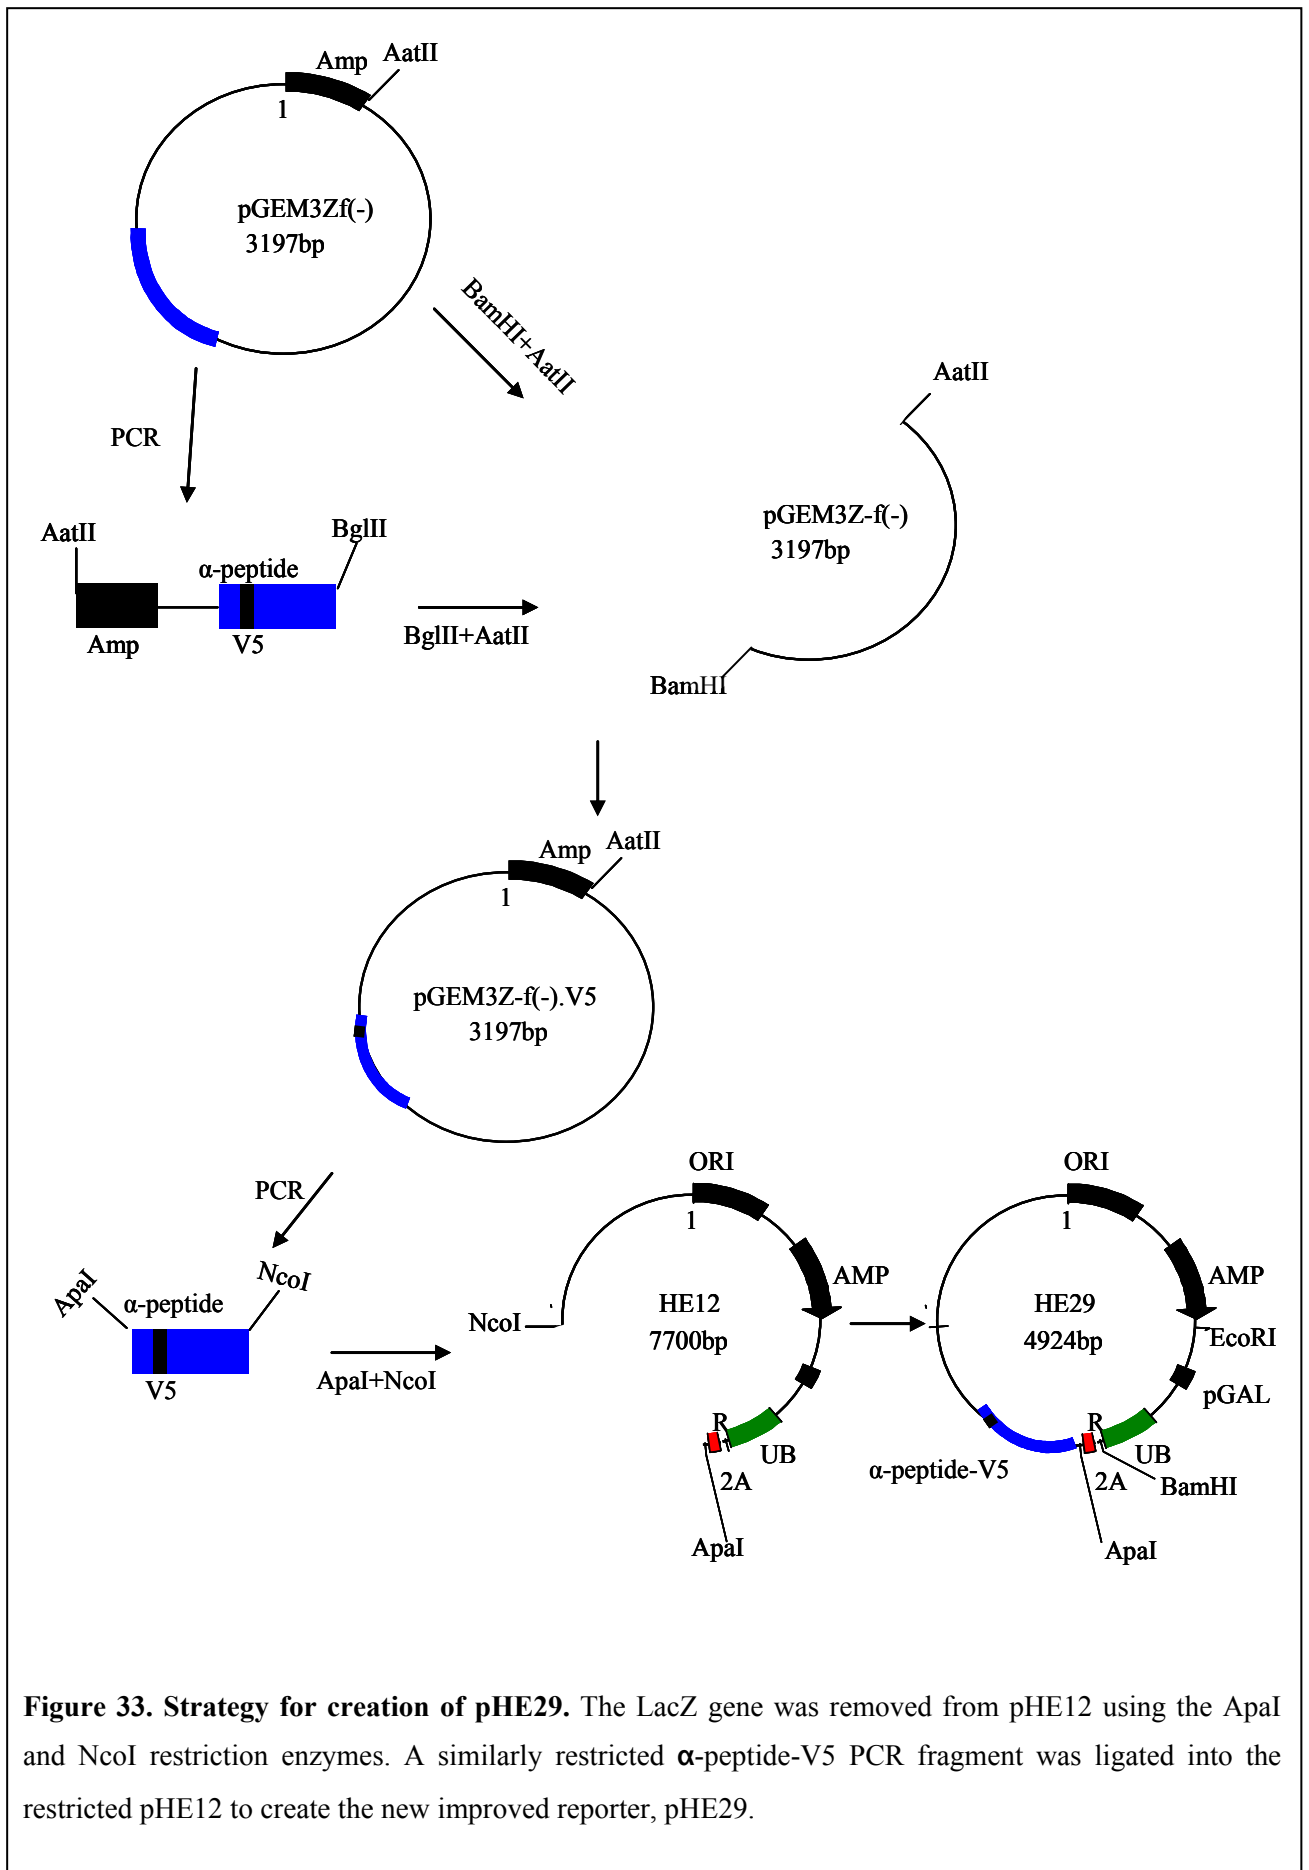 Amp
AatII
1
pGEM3Zf(-)
3197bp
BamHI+AatII
PCR
AatII
BglII
α-peptide
Amp
V5
BglII+AatII
AatII
pGEM3Z-f(-)
3197bp
BamHI
Amp
AatII
1
pGEM3Z-f(-).V5
3197bp
PCR
ApaI
NcoI
α-peptide
V5
ApaI+NcoI
ORI
1
AMP
HE12
7700bp
NcoI
R
UB
2A
ApaI
ORI
1
AMP
HE29
4924bp
EcoRI
pGAL
R
UB
α-peptide-V5
2A
BamHI
ApaI
Figure 33. Strategy for creation of pHE29. The LacZ gene was removed from pHE12 using the ApaI
and NcoI restriction enzymes. A similarly restricted α-peptide-V5 PCR fragment was ligated into the
restricted pHE12 to create the new improved reporter, pHE29.